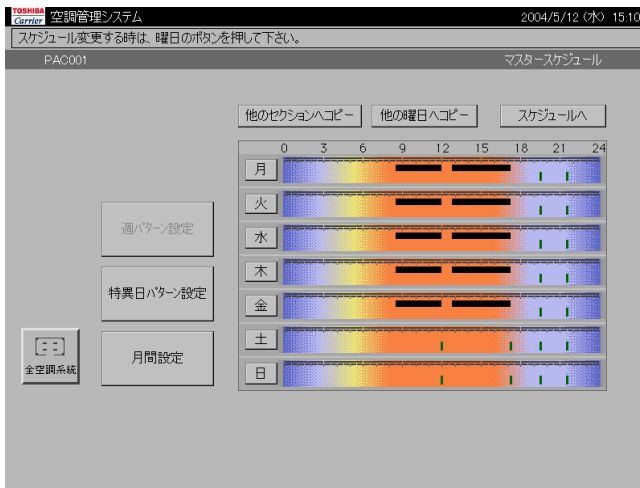 TOSHIBA
Carrier 空調管理システム 2004/5/12 (水) 15:10
スケジュール変更する時は、曜日のボタンを押して下さい。
PAC001 マスタースケジュール
他のセクションへコピー 他の曜日へコピー スケジュールへ
0 3 6 9 12 15 18 21 24
月
火
水
木
金
土
日
週パターン設定
特異日パターン設定
月間設定
全空調系統